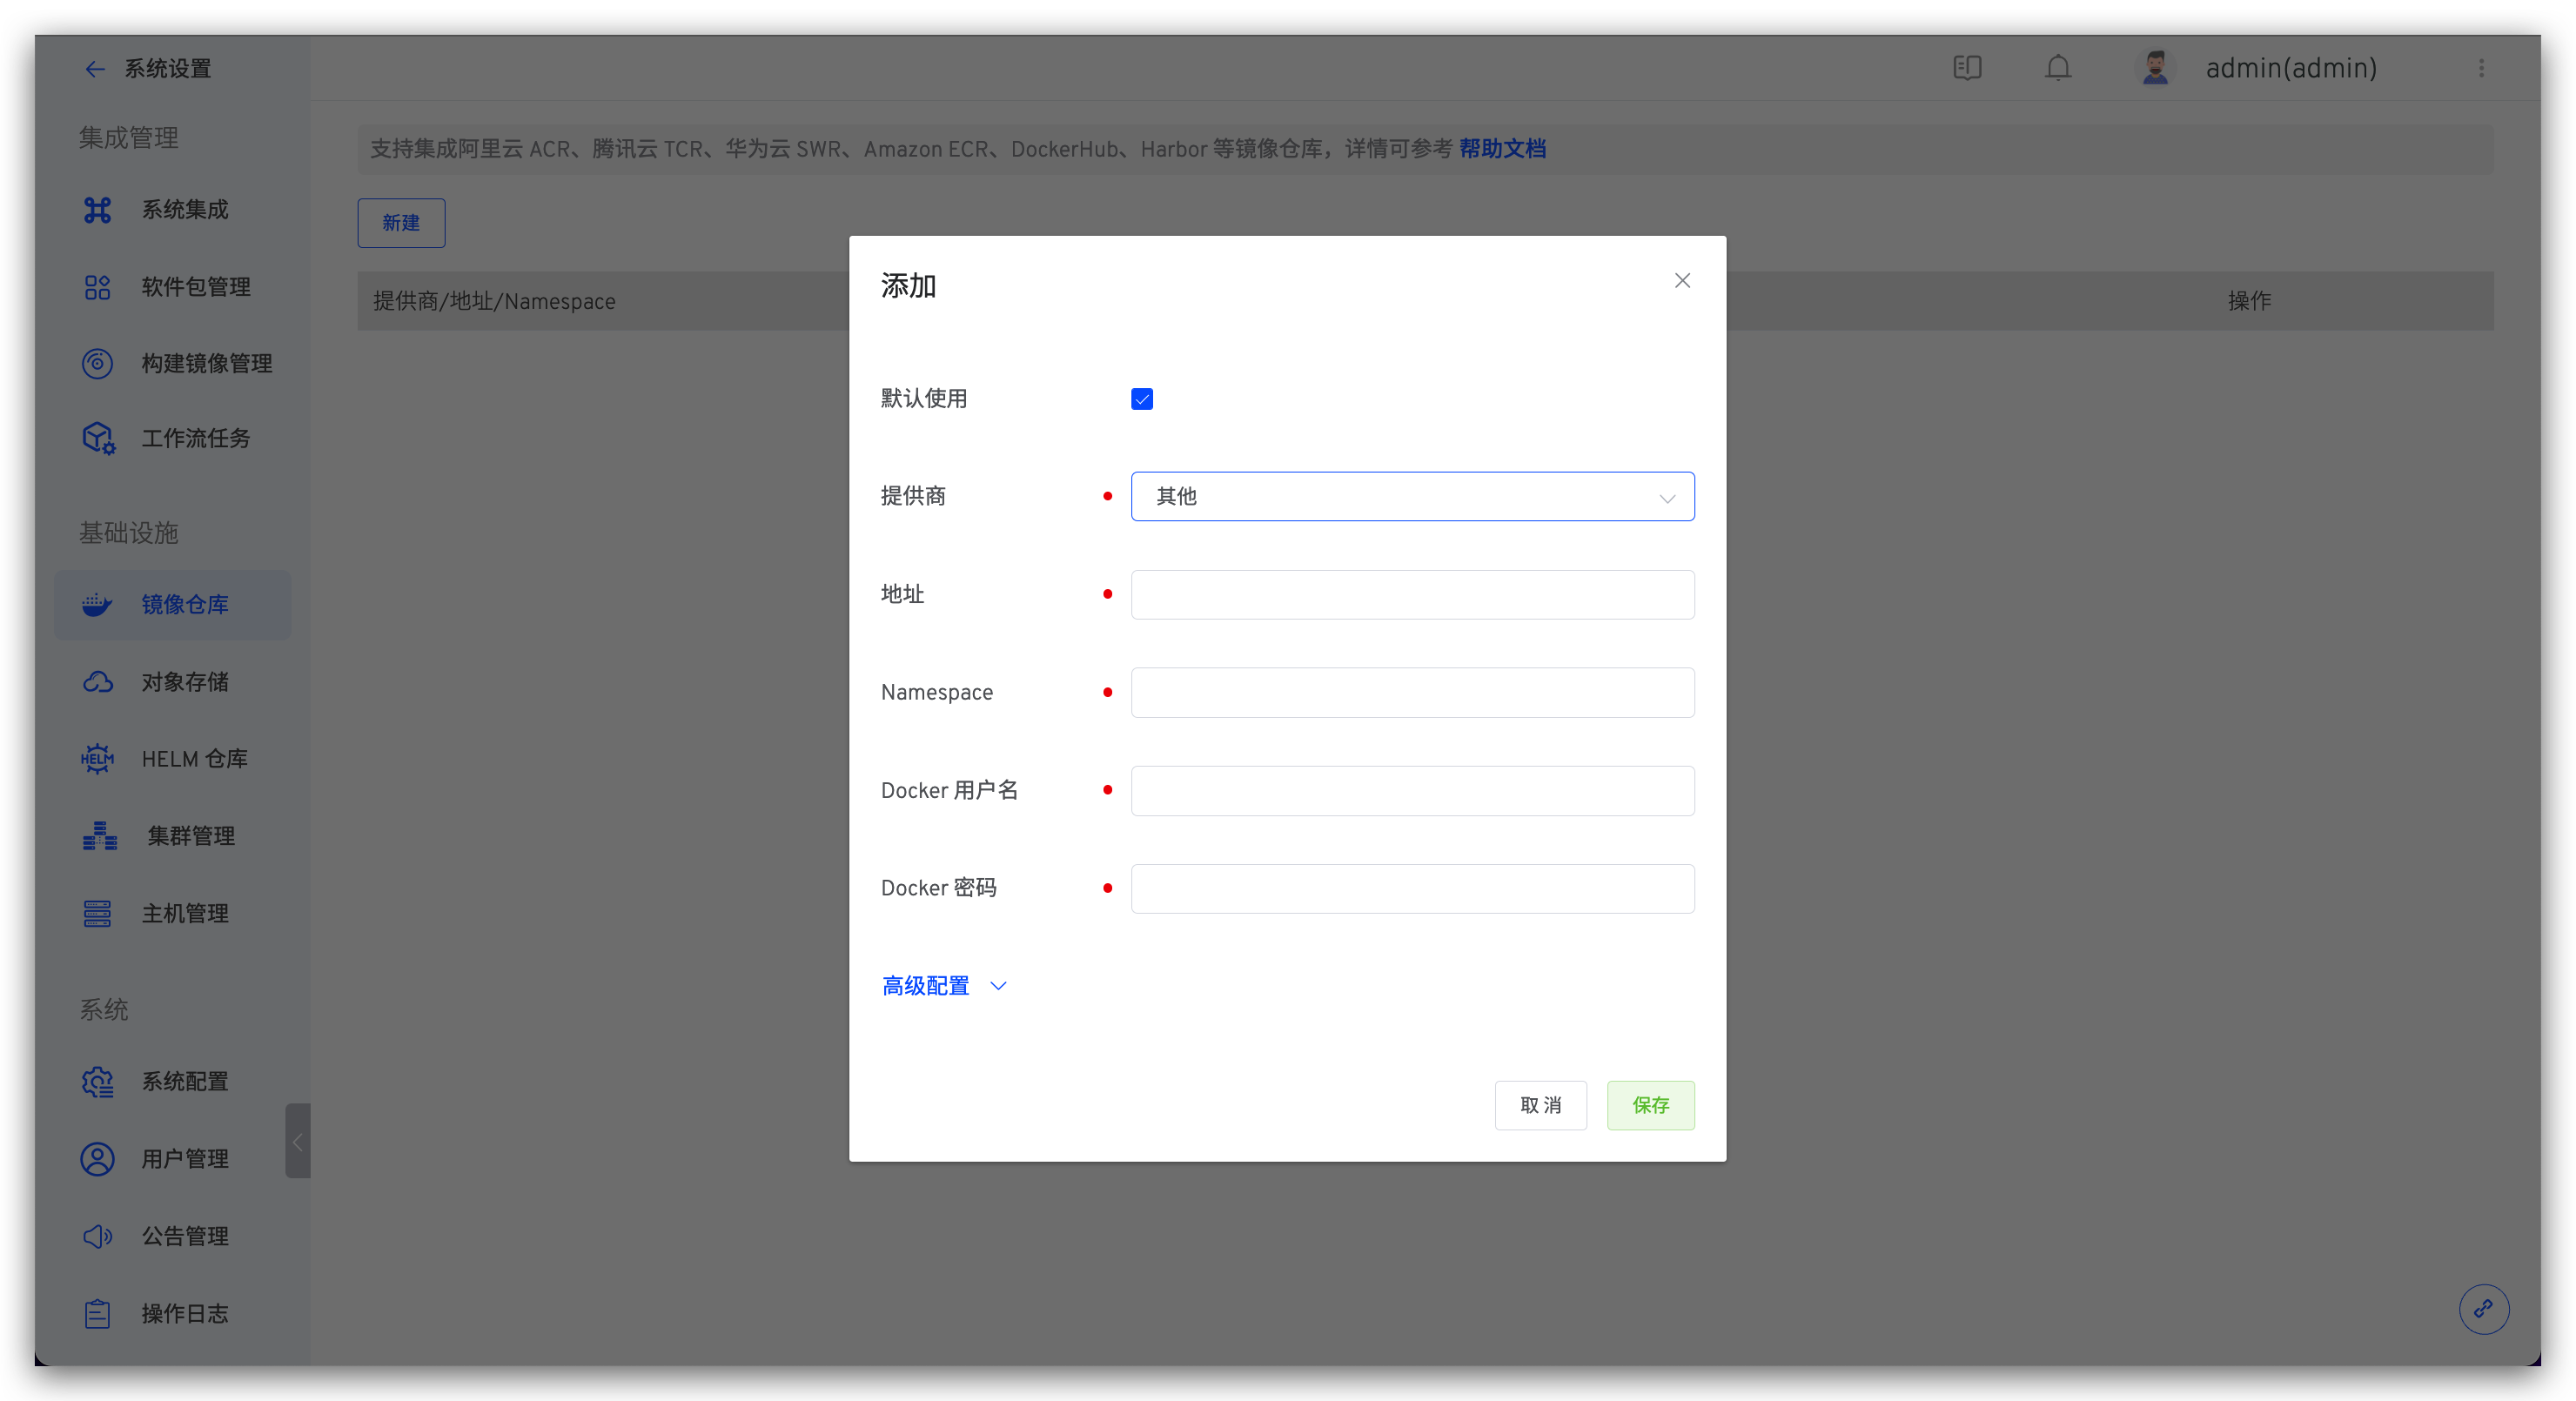 系统设置
admin(admin)
集成管理
系统集成
软件包管理
构建镜像管理
工作流任务
基础设施
镜像仓库
对象存储
HELM
HELM 仓库
集群管理
主机管理
系统
系统配置
用户管理
公告管理
操作日志
支持集成阿里云 ACR、腾讯云 TCR、华为云 SWR、Amazon ECR、DockerHub、Harbor 等镜像仓库，详情可参考 帮助文档
新建
提供商/地址/Namespace
操作
添加
默认使用
提供商
其他
地址
Namespace
Docker 用户名
Docker 密码
高级配置
取 消
保存